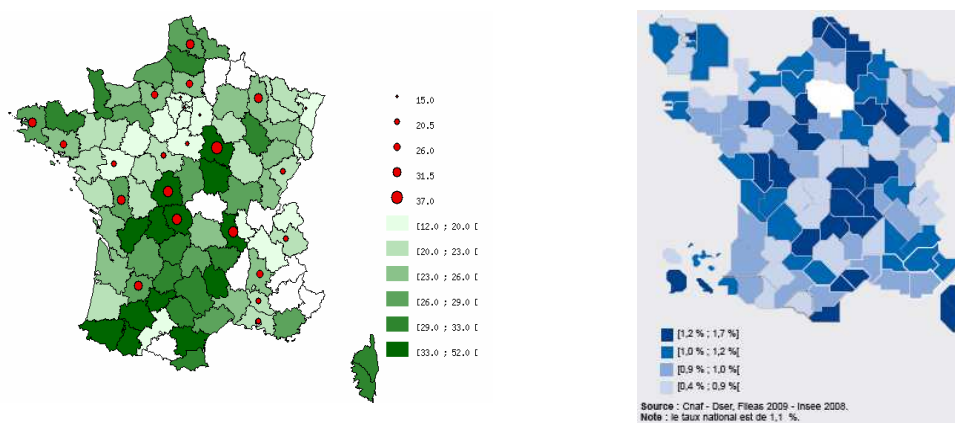 15.0
20.5
26.0
31.5
37.0
[12.0 ; 20.0 [
[20.0 ; 23.0 [
[23.0 ; 26.0 [
[26.0 ; 29.0 [
[29.0 ; 33.0 [
[33.0 ; 52.0 [
[1,2 % ; 1,7 %]
[1,0 % ; 1,2 %[
[0,9 % ; 1,0 %[
[0,4 % ; 0,9 %[
Source : Cnaf - Dser, Fileas 2009 - Insee 2008.
Note : le taux national est de 1,1 %.